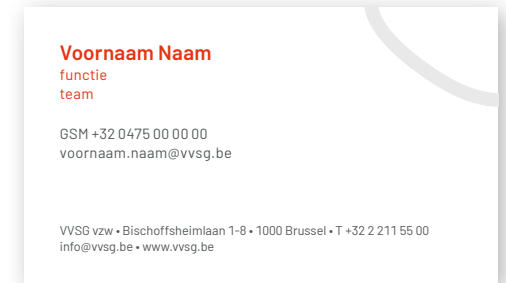 Voornaam Naam
functie
team
GSM +32 0475 00 00 00
voornaam.naam@vvsg.be
VVSG vzw • Bischoffsheimlaan 1-8 • 1000 Brussel • T +32 2 211 55 00
info@vvsg.be • www.vvsg.be